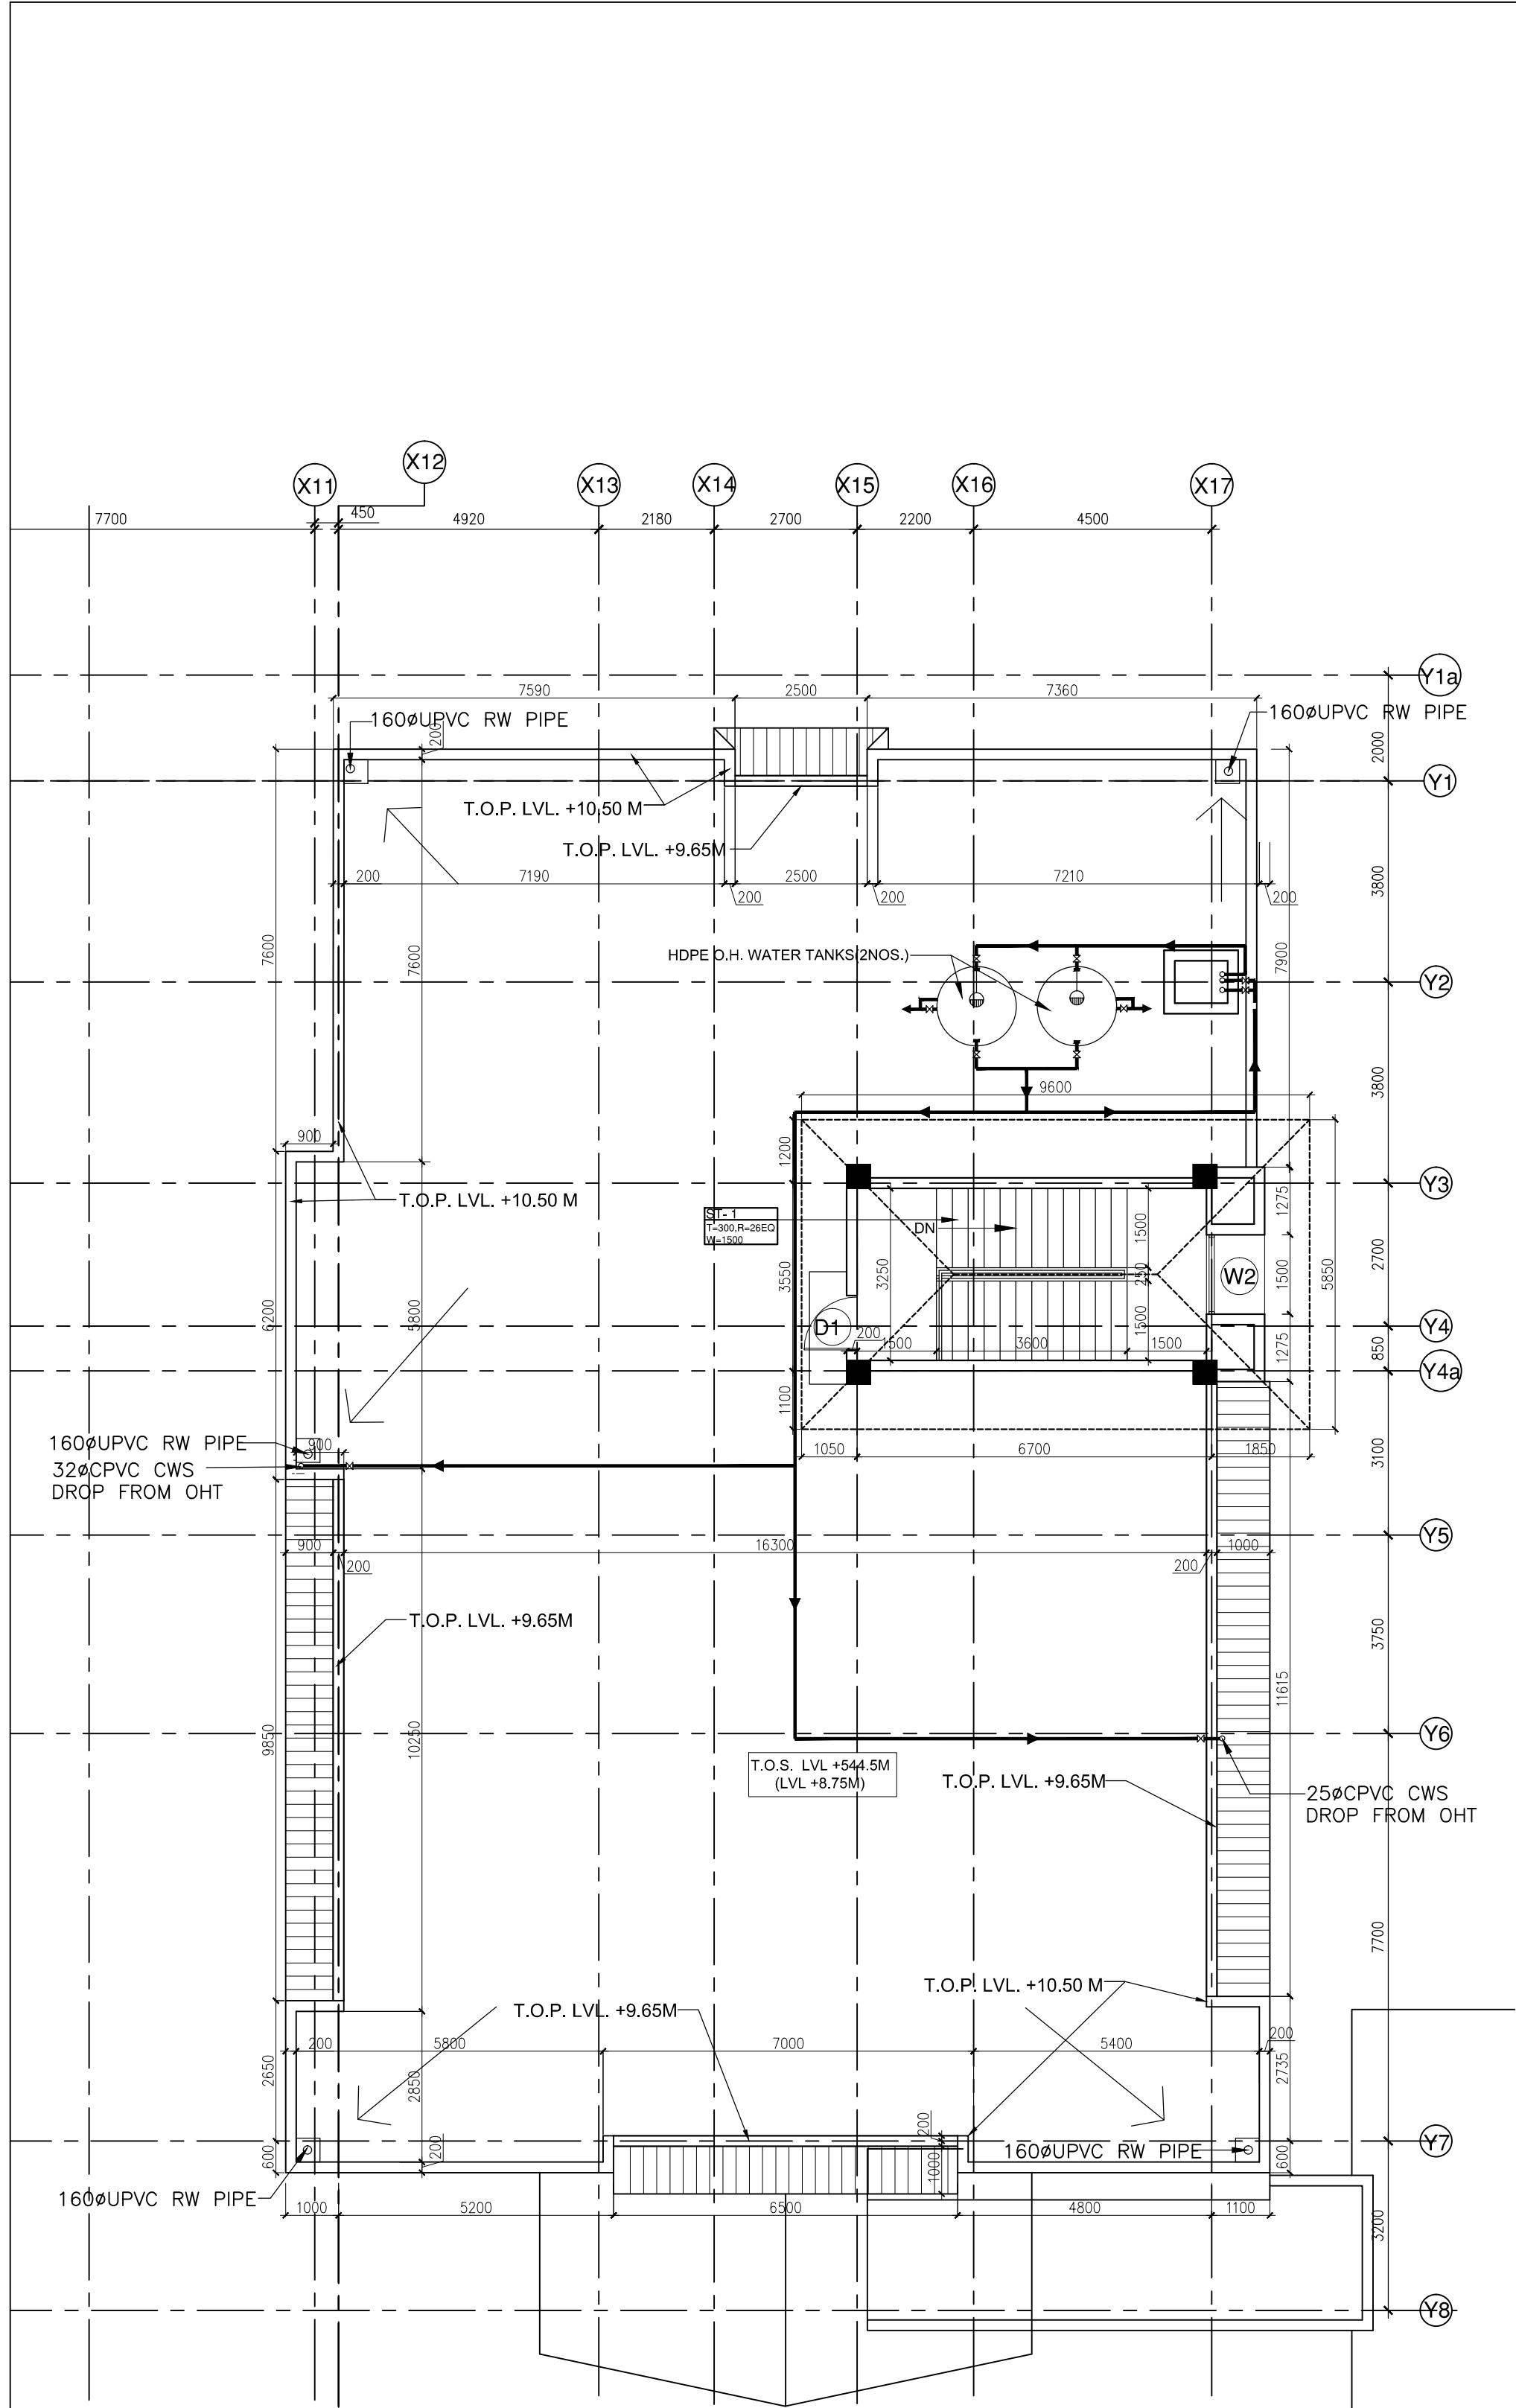 X12
X11
X13
X14
X15
X16
X17
7700
450
4920
2180
2700
2200
4500
Y1a
7590
2500
7360
160øUPVC RW PIPE
160øUPVC RW PIPE
200
2000
Y1
T.O.P. LVL. +10.50 M
T.O.P. LVL. +9.65M
200
7190
2500
7210
200
200
200
3800
7600
7600
HDPE O.H. WATER TANKS(2NOS.)
7900
Y2
3800
9600
900
1200
T.O.P. LVL. +10.50 M
Y3
1275
ST-1
T=300,R=26EQ
W=1500
DN
1500
2700
3550
3250
250
W2
1500
5850
6200
5800
D1
200
1500
3600
1500
1500
Y4
1275
850
Y4a
1100
160øUPVC RW PIPE
900
32øCPVC CWS
DROP FROM OHT
1050
6700
1850
3100
Y5
900
200
16300
200
1000
T.O.P. LVL. +9.65M
3750
11615
9850
10250
Y6
T.O.S. LVL +544.5M
(LVL +8.75M)
T.O.P. LVL. +9.65M
25øCPVC CWS
DROP FROM OHT
7700
T.O.P. LVL. +9.65M
T.O.P. LVL. +10.50 M
200
5800
7000
5400
200
2650
2850
2735
200
Y7
600
200
1000
160øUPVC RW PIPE
600
160øUPVC RW PIPE
1000
5200
6500
4800
1100
3200
Y8